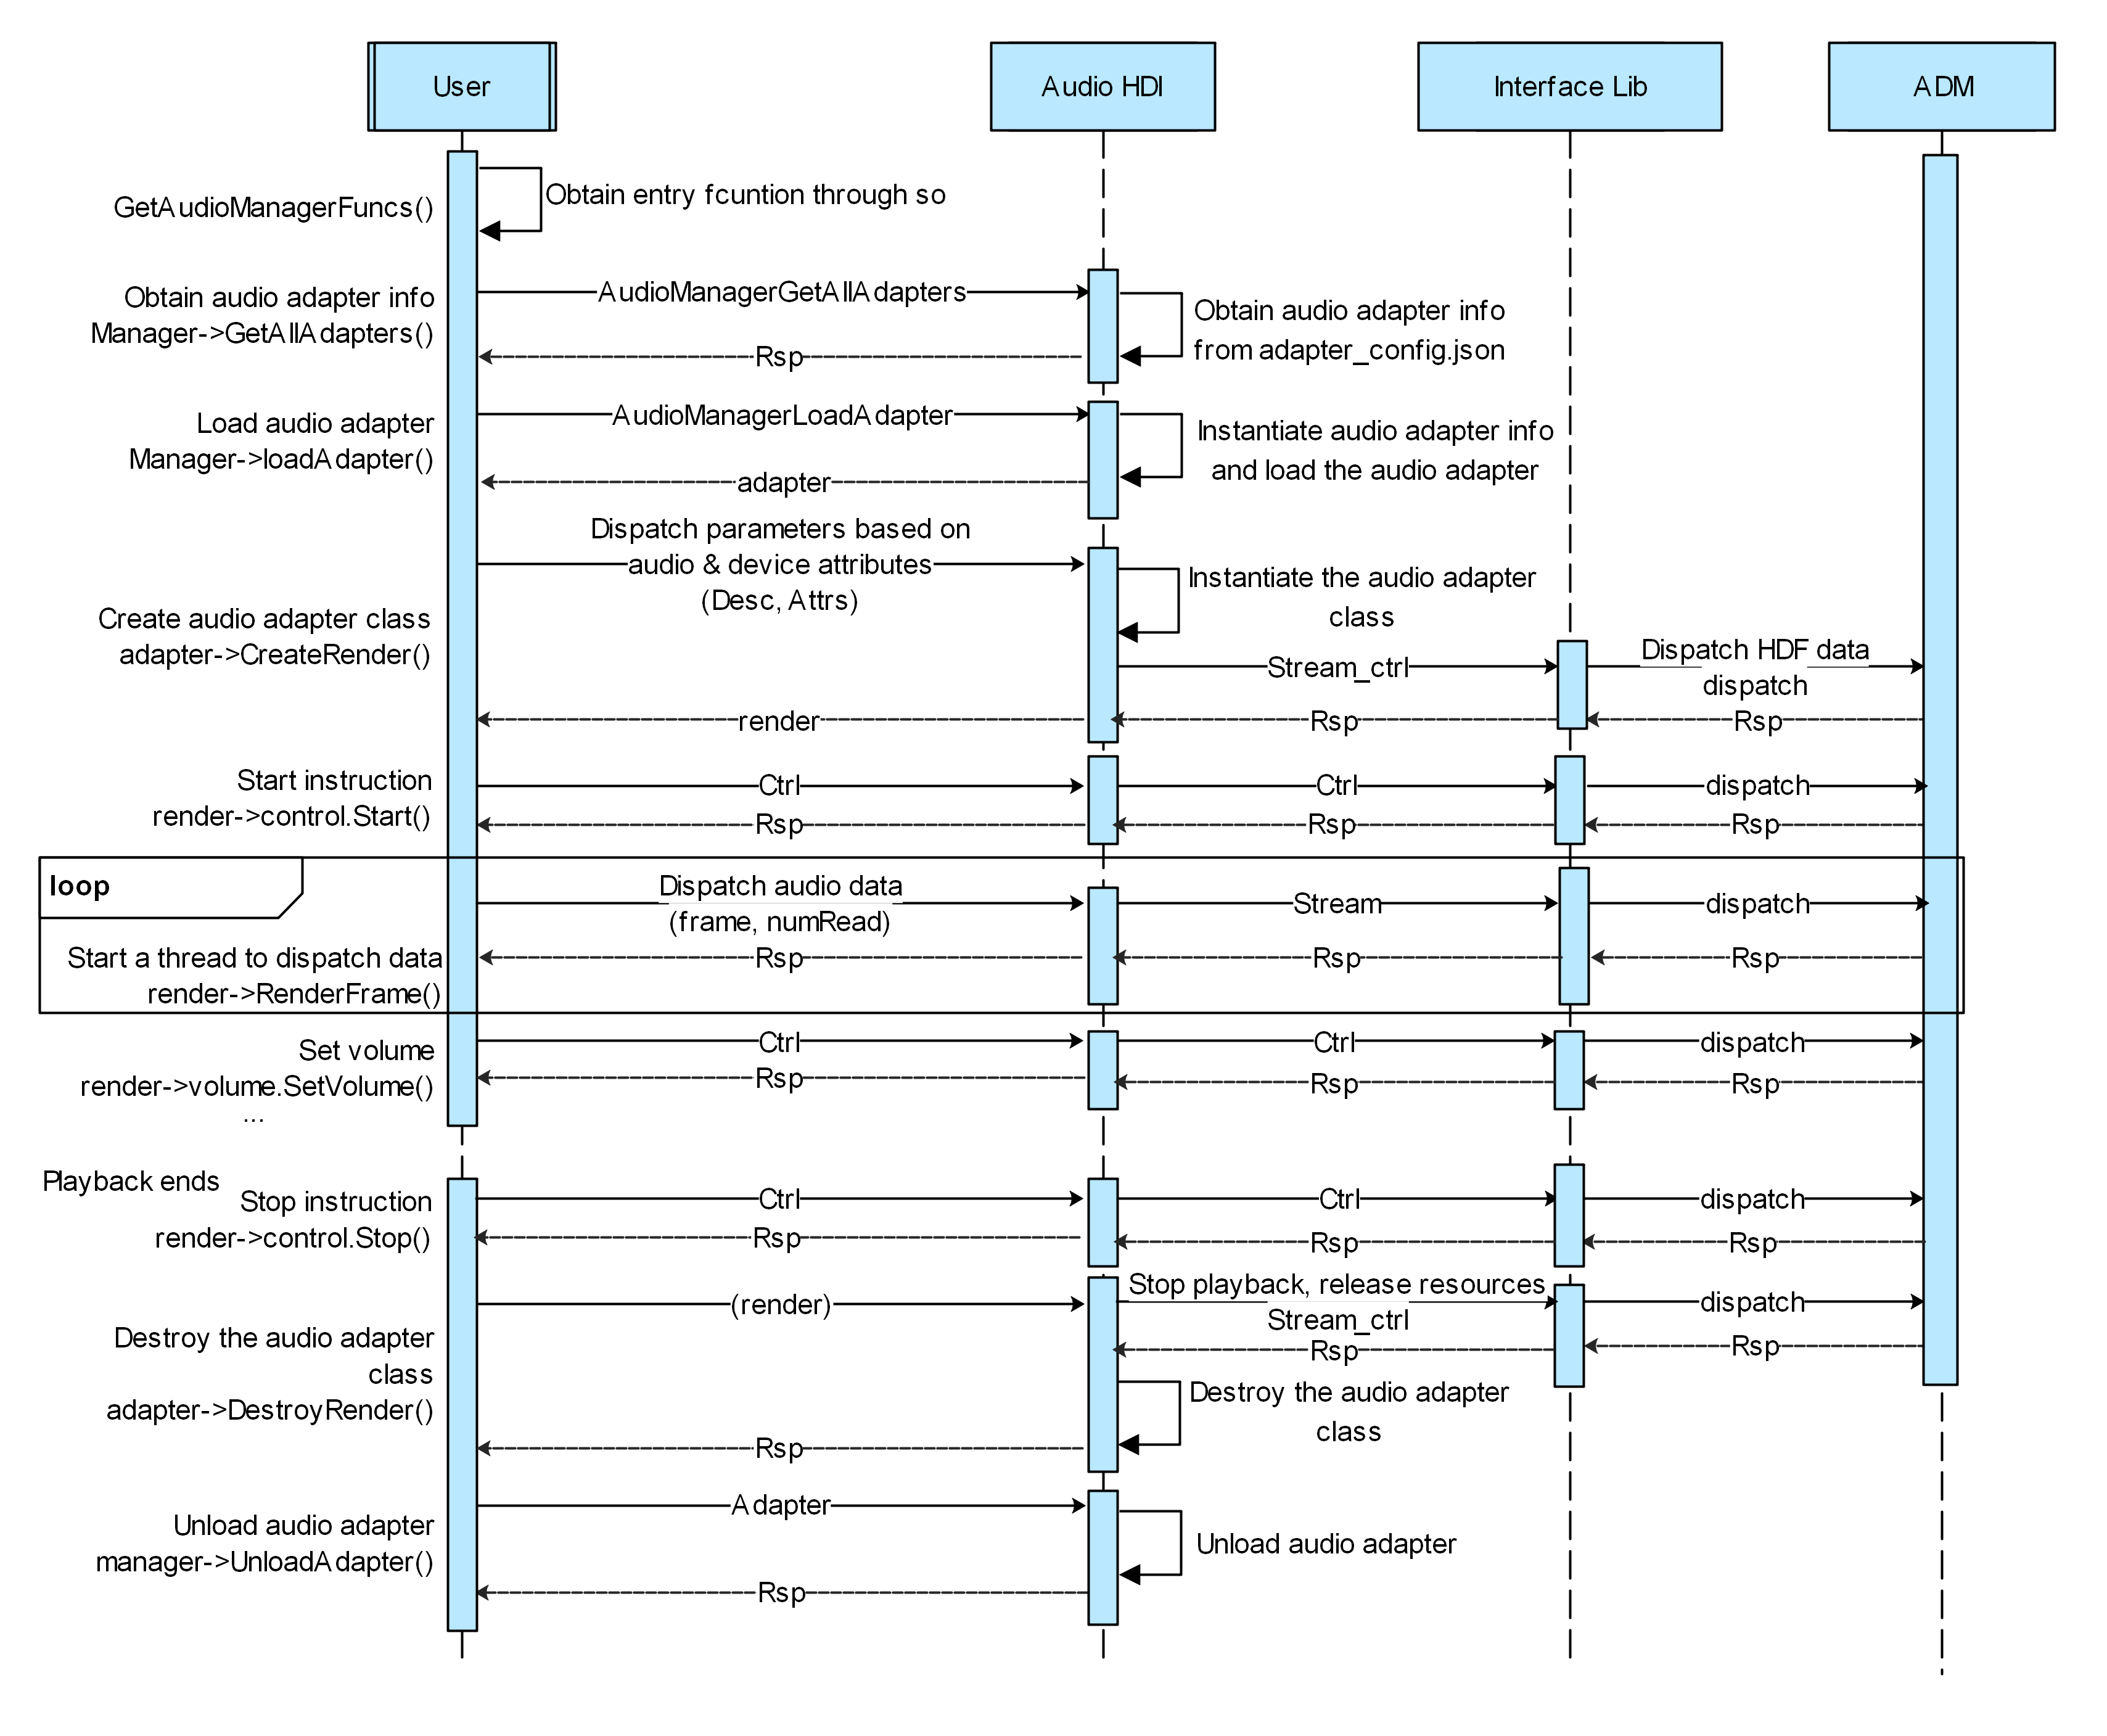 User
Audio HDI
Interface Lib
ADM
GetAudioManagerFuncs()
Obtain entry fcuntion through so
Obtain audio adapter info
Manager->GetAllAdapters()
AudioManagerGetAllAdapters
Obtain audio adapter info
from adapter_config.json
Rsp
Load audio adapter
Manager->loadAdapter()
AudioManagerLoadAdapter
Instantiate audio adapter info
and load the audio adapter
adapter
Dispatch parameters based on
audio & device attributes
(Desc, Attrs)
Instantiate the audio adapter
class
Create audio adapter class
adapter->CreateRender()
Stream_ctrl
Dispatch HDF data
dispatch
render
Rsp
Rsp
Start instruction
render->control.Start()
Ctrl
Ctrl
dispatch
Rsp
Rsp
Rsp
loop
Dispatch audio data
(frame, numRead)
Stream
dispatch
Start a thread to dispatch data
render->RenderFrame()
Rsp
Rsp
Rsp
Set volume
render->volume.SetVolume()
...
Ctrl
Ctrl
dispatch
Rsp
Rsp
Rsp
Playback ends
Stop instruction
render->control.Stop()
Ctrl
Ctrl
dispatch
Rsp
Rsp
Rsp
(render)
Stop playback, release resources
Stream_ctrl
dispatch
Rsp
Rsp
Destroy the audio adapter
class
adapter->DestroyRender()
Destroy the audio adapter
class
Rsp
Adapter
Unload audio adapter
manager->UnloadAdapter()
Unload audio adapter
Rsp